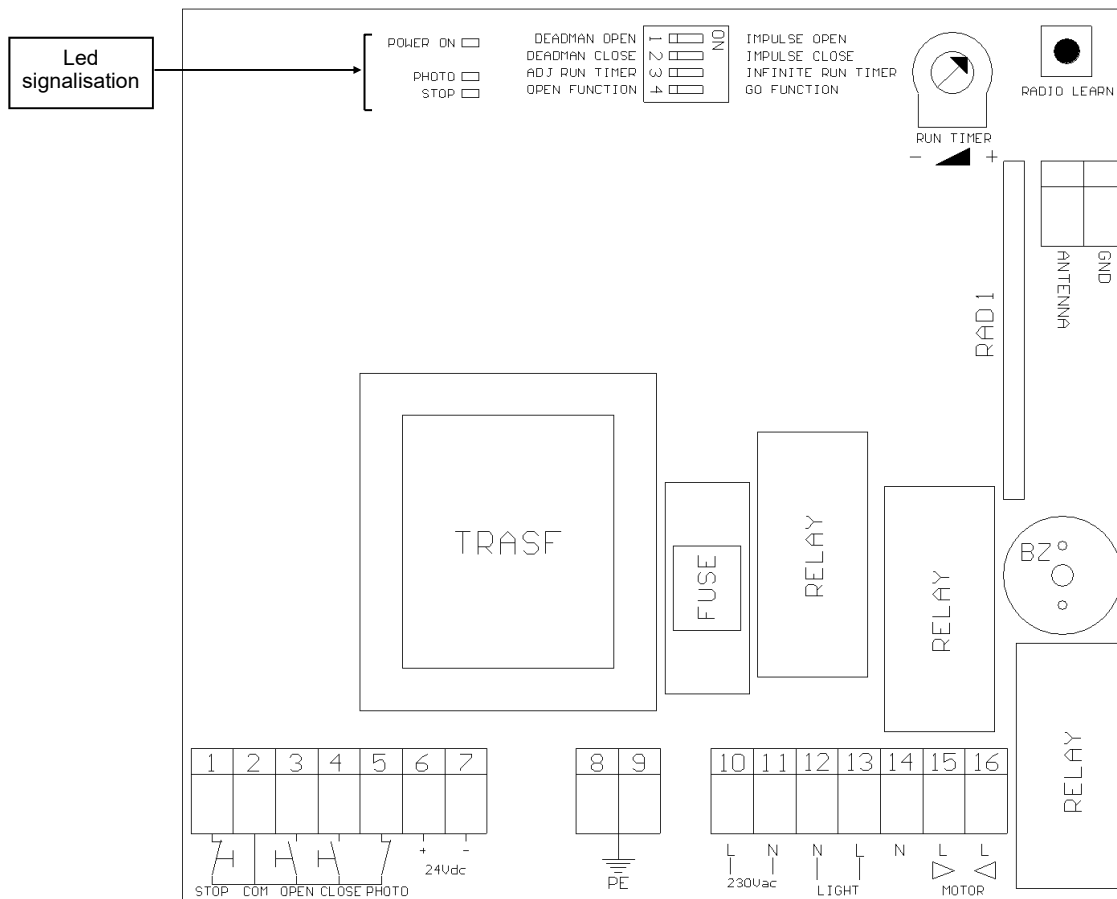 Led
signalisation
POWER ON
PHOTO
STOP
DEADMAN OPEN 1 ON IMPULSE OPEN
DEADMAN CLOSE 2 IMPULSE CLOSE
ADJ RUN TIMER 3 INFINITE RUN TIMER
OPEN FUNCTION 4 GO FUNCTION
RUN TIMER
- +
RADIO LEARN
ANTENNA
GND
RAD1
TRASF
FUSE
RELAY
RELAY
BZ
RELAY
1 2 3 4 5 6 7
8 9
10 11 12 13 14 15 16
+ -
24Vdc
STOP COM OPEN CLOSE PHOTO
PE
L N N L N L L
230Vac
LIGHT
MOTOR